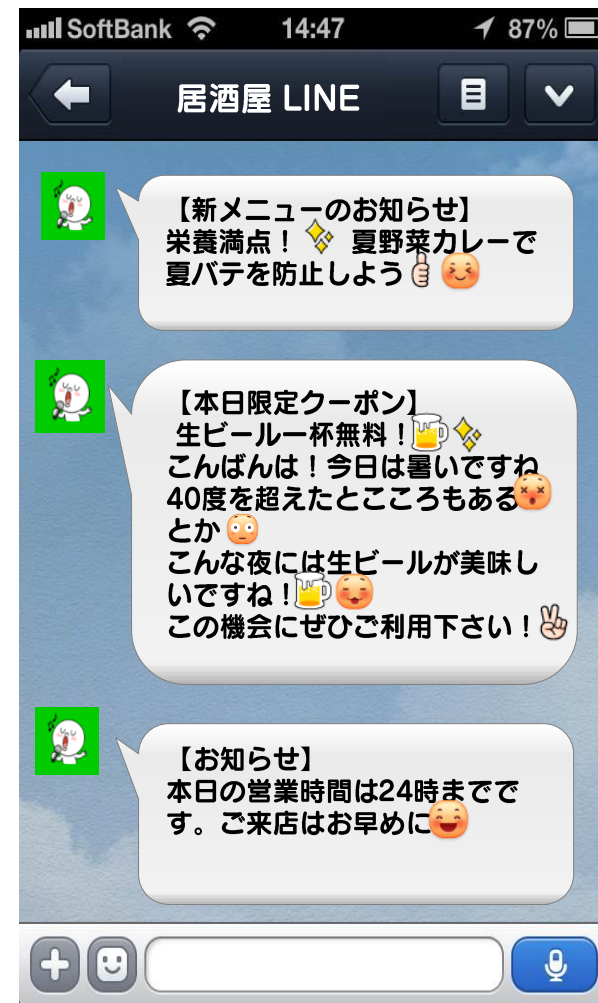 SoftBank 14:47 87%
居酒屋 LINE
【新メニューのお知らせ】
栄養満点！ 夏野菜カレーで
夏バテを防止しよう
【本日限定クーポン】
生ビール一杯無料！
こんばんは！今日は暑いですね
40度を超えたとこころもある
とか
こんな夜には生ビールが美味し
いですね！
この機会にぜひご利用下さい！
【お知らせ】
本日の営業時間は24時までで
す。ご来店はお早めに